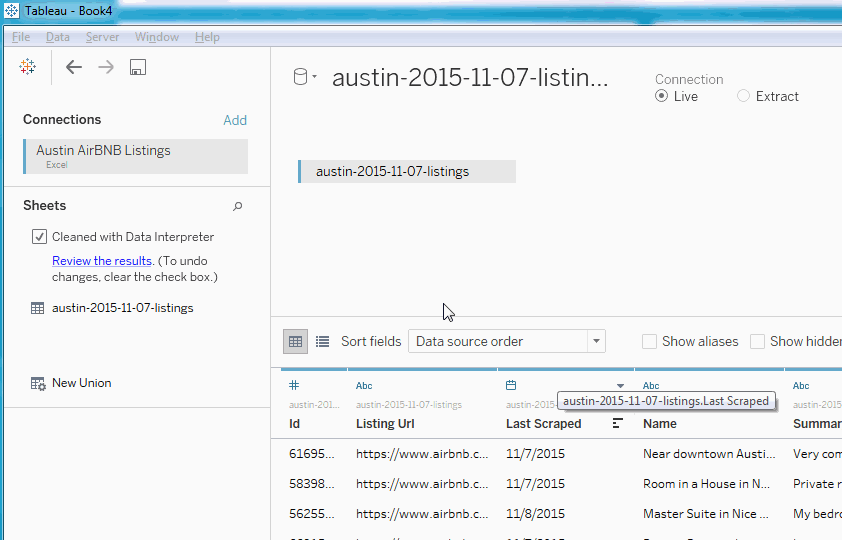 Tableau - Book4
File Data Server Window Help
Connections Add
Austin AirBNB Listings
Excel
Sheets
Cleaned with Data Interpreter
Review the results. (To undo
changes, clear the check box.)
austin-2015-11-07-listings
New Union
austin-2015-11-07-listin...
Connection
Live Extract
austin-2015-11-07-listings
Sort fields Data source order Show aliases Show hidden
Abc Abc Abc
austin-201... austin-2015-11-07-listings austin-2015- austin-2015
austin-2015-11-07-listings.Last Scraped
Id Listing Url Last Scraped Name Summar
61695... https://www.airbnb.c... 11/7/2015 Near downtown Austi... Very com
58398... https://www.airbnb.c... 11/7/2015 Room in a House in N... Private r
56255... https://www.airbnb.c... 11/8/2015 Master Suite in Nice ... My bedr